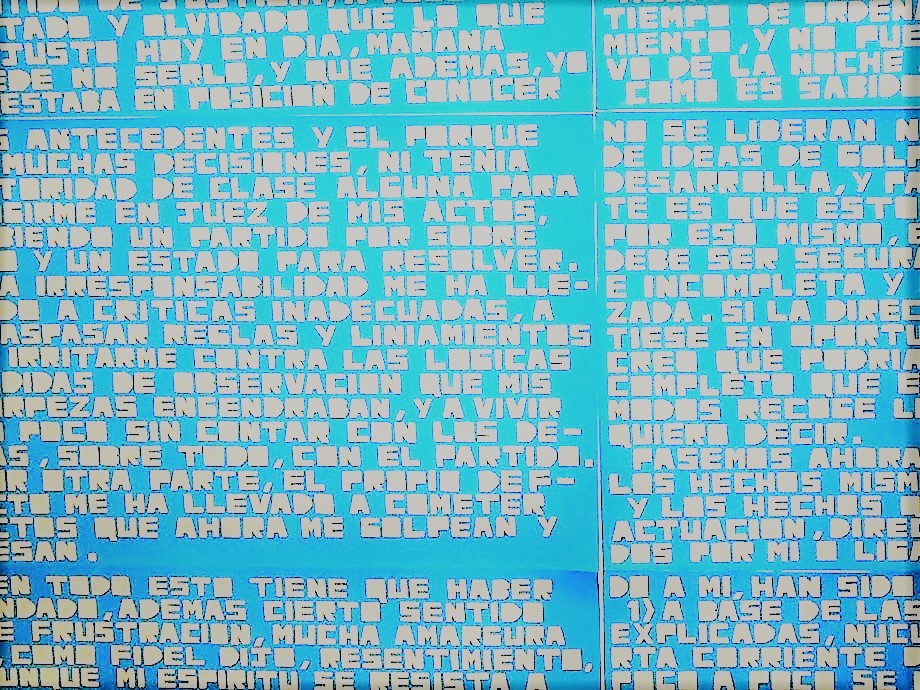 TADO Y OLVIDADO QUE LO QUE
JUSTO HOY EN DIA, MAÑANA
DE NO SERLO, Y QUE ADEMAS, YO
ESTABA EN POSICION DE CONOCER
ANTECEDENTES Y EL PORQUE
MUCHAS DECISIONES, NI TENIA
TORIDAD DE CLASE ALGUNA PARA
GIRME EN JUEZ DE MIS ACTOS,
IENDO UN PARTIDO POR SOBRE
Y UN ESTADO PARA RESOLVER.
A IRRESPONSABILIDAD ME HA LLE-
DO A CRITICAS INADECUADAS, A
ASPASAR REGLAS Y LINIAMIENTOS
IRRITARME CONTRA LAS LOGICAS
DIDAS DE OBSERVACION QUE MIS
RPEZAS ENGENDRABAN, Y A VIVIR
POCO SIN CONTAR CON LOS DE-
AS, SOBRE TODO, CON EL PARTIDO.
R OTRA PARTE, EL PROPIO DEF-
TO ME HA LLEVADO A COMETER
TOS QUE AHORA ME GOLPEAN Y
ESAN.
EN TODO ESTO TIENE QUE HABER
NDADO, ADEMAS CIERTO SENTIDO
E FRUSTRACION, MUCHA AMARGURA
, COMO FIDEL DIJO, RESENTIMIENTO,
UNQUE MI ESPIRITU SE RESISTA A
TIEMPO DE ORDEN
MIENTO, Y NO PU
VO DE LA NOCHE
COMO ES SABID
NO SE LIBERAN
DE IDEAS DE GOL
DESARROLLA, Y PA
TE ES QUE ESTO
POR ESO MISMO, E
DEBE SER SEGURA
E INCOMPLETA Y
ZADA. SI LA DIREC
TIESE EN OPORT
CREO QUE PODRIA
COMPLETO QUE E
MODOS RECOGE L
QUIERO DECIR.
PASEMOS AHORA
LOS HECHOS MISM
Y LOS HECHOS
ACTUACION, DIREC
DOS POR MI O LIGA
DO A MI, HAN SIDO
1) A BASE DE LAS
EXPLICADAS, NUC
RTA CORRIENTE
POCO A POCO SE